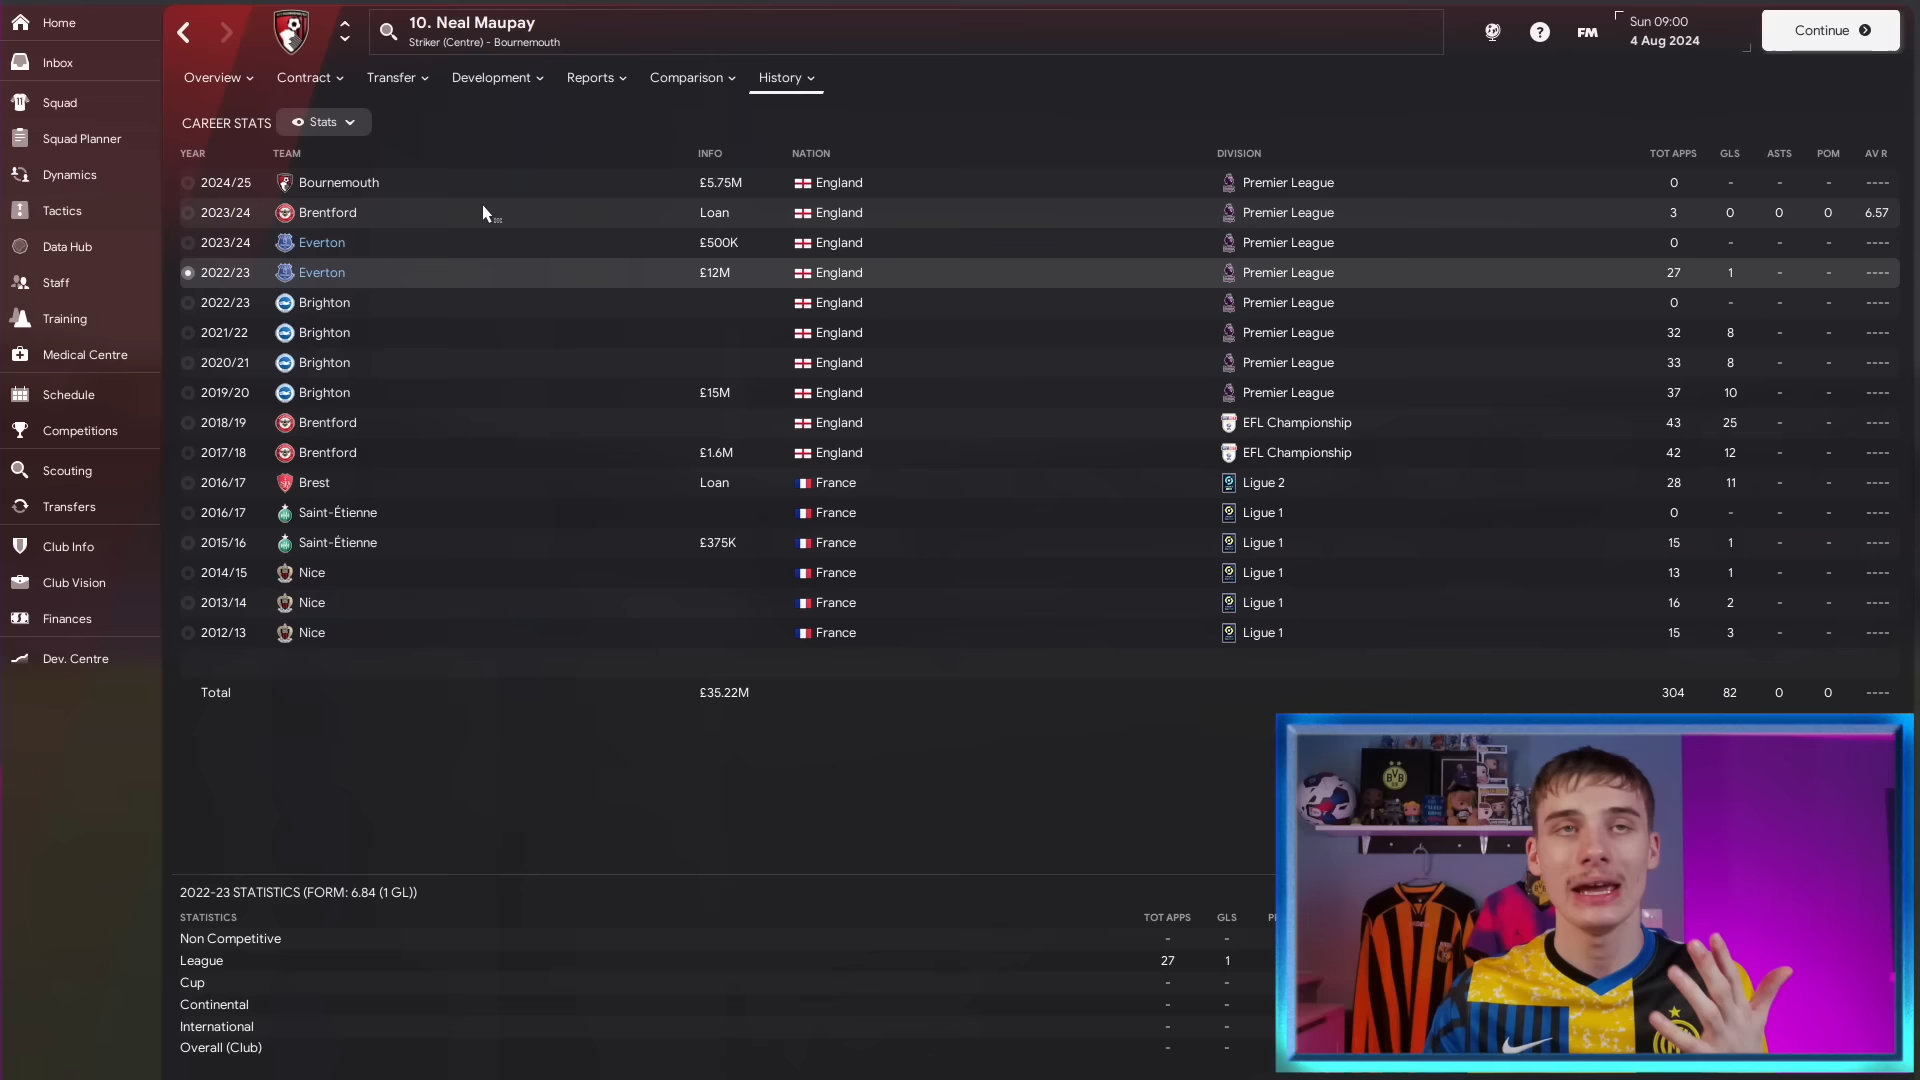 Home
Inbox
Squad
Squad Planner
Dynamics
Tactics
Data Hub
Staff
Training
Medical Centre
Schedule
Competitions
Scouting
Transfers
Club Info
Club Vision
Finances
Dev. Centre
10. Neal Maupay
Striker (Centre) - Bournemouth
FM
Sun 09:00
4 Aug 2024
Continue
Overview Contract Transfer Development Reports Comparison History
CAREER STATS Stats
YEAR TEAM INFO NATION DIVISION TOT APPS GLS ASTS POM AV R
2024/25 Bournemouth £5.75M England Premier League 0 - - - ----
2023/24 Brentford Loan England Premier League 3 0 0 0 6.57
2023/24 Everton £500K England Premier League 0 - - - ----
2022/23 Everton £12M England Premier League 27 1 - - ----
2022/23 Brighton England Premier League 0 - - - ----
2021/22 Brighton England Premier League 32 8 - - ----
2020/21 Brighton England Premier League 33 8 - - ----
2019/20 Brighton £15M England Premier League 37 10 - - ----
2018/19 Brentford England EFL Championship 43 25 - - ----
2017/18 Brentford £1.6M England EFL Championship 42 12 - - ----
2016/17 Brest Loan France Ligue 2 28 11 - - ----
2016/17 Saint-Étienne France Ligue 1 0 - - - ----
2015/16 Saint-Étienne £375K France Ligue 1 15 1 - - ----
2014/15 Nice France Ligue 1 13 1 - - ----
2013/14 Nice France Ligue 1 16 2 - - ----
2012/13 Nice France Ligue 1 15 3 - - ----
Total £35.22M 304 82 0 0 ----
2022-23 STATISTICS (FORM: 6.84 (1 GL))
STATISTICS TOT APPS GLS
Non Competitive - -
League 27 1
Cup - -
Continental - -
International - -
Overall (Club) - -
BVB
09